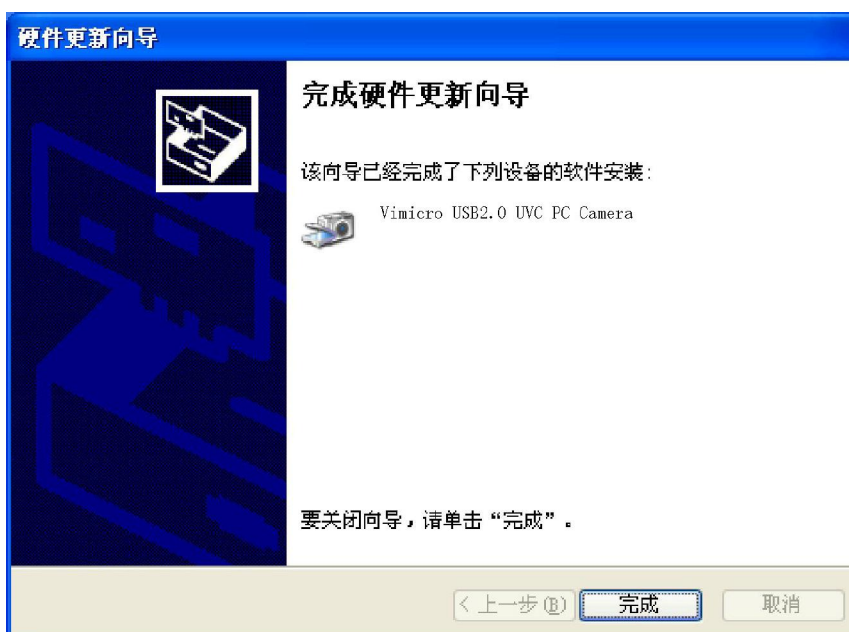 硬件更新向导
完成硬件更新向导
该向导已经完成了下列设备的软件安装:
Vimicro USB2.0 UVC PC Camera
要关闭向导，请单击“完成”。
< 上一步(B)
完成
取消